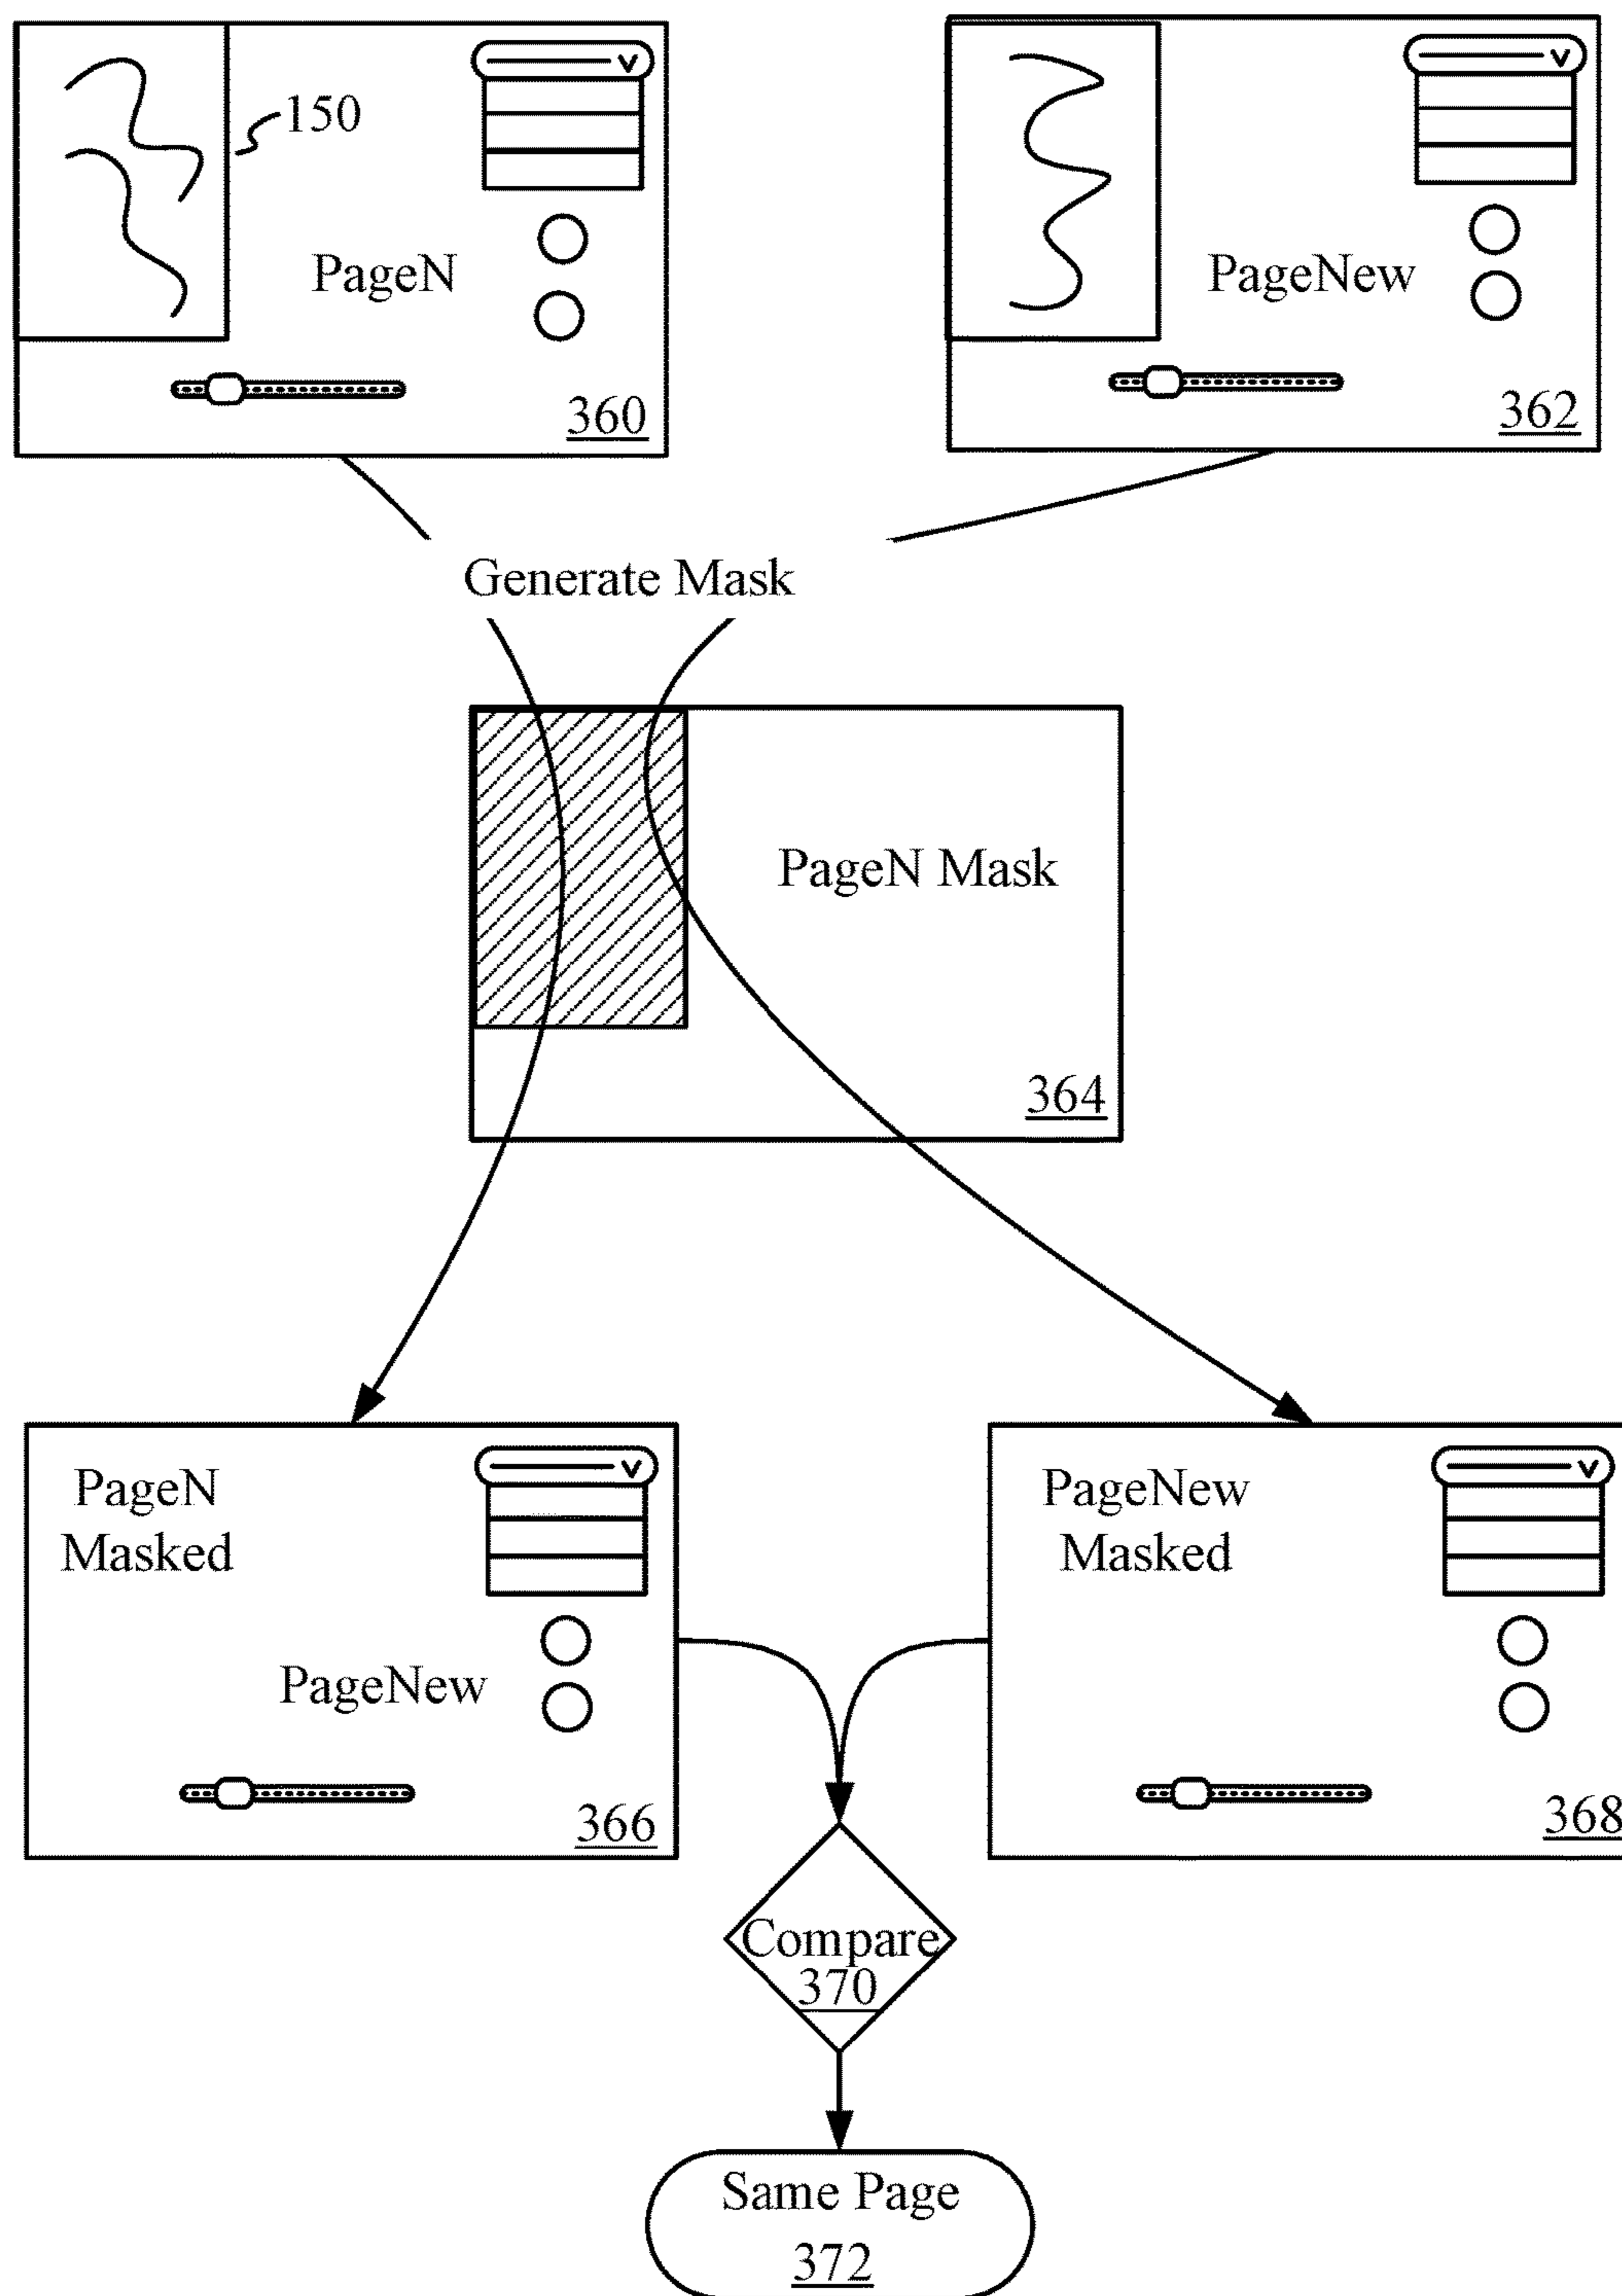 150
PageN
360
PageNew
362
Generate Mask
PageN Mask
364
PageN
Masked
PageNew
366
PageNew
Masked
368
Compare
370
Same Page
372